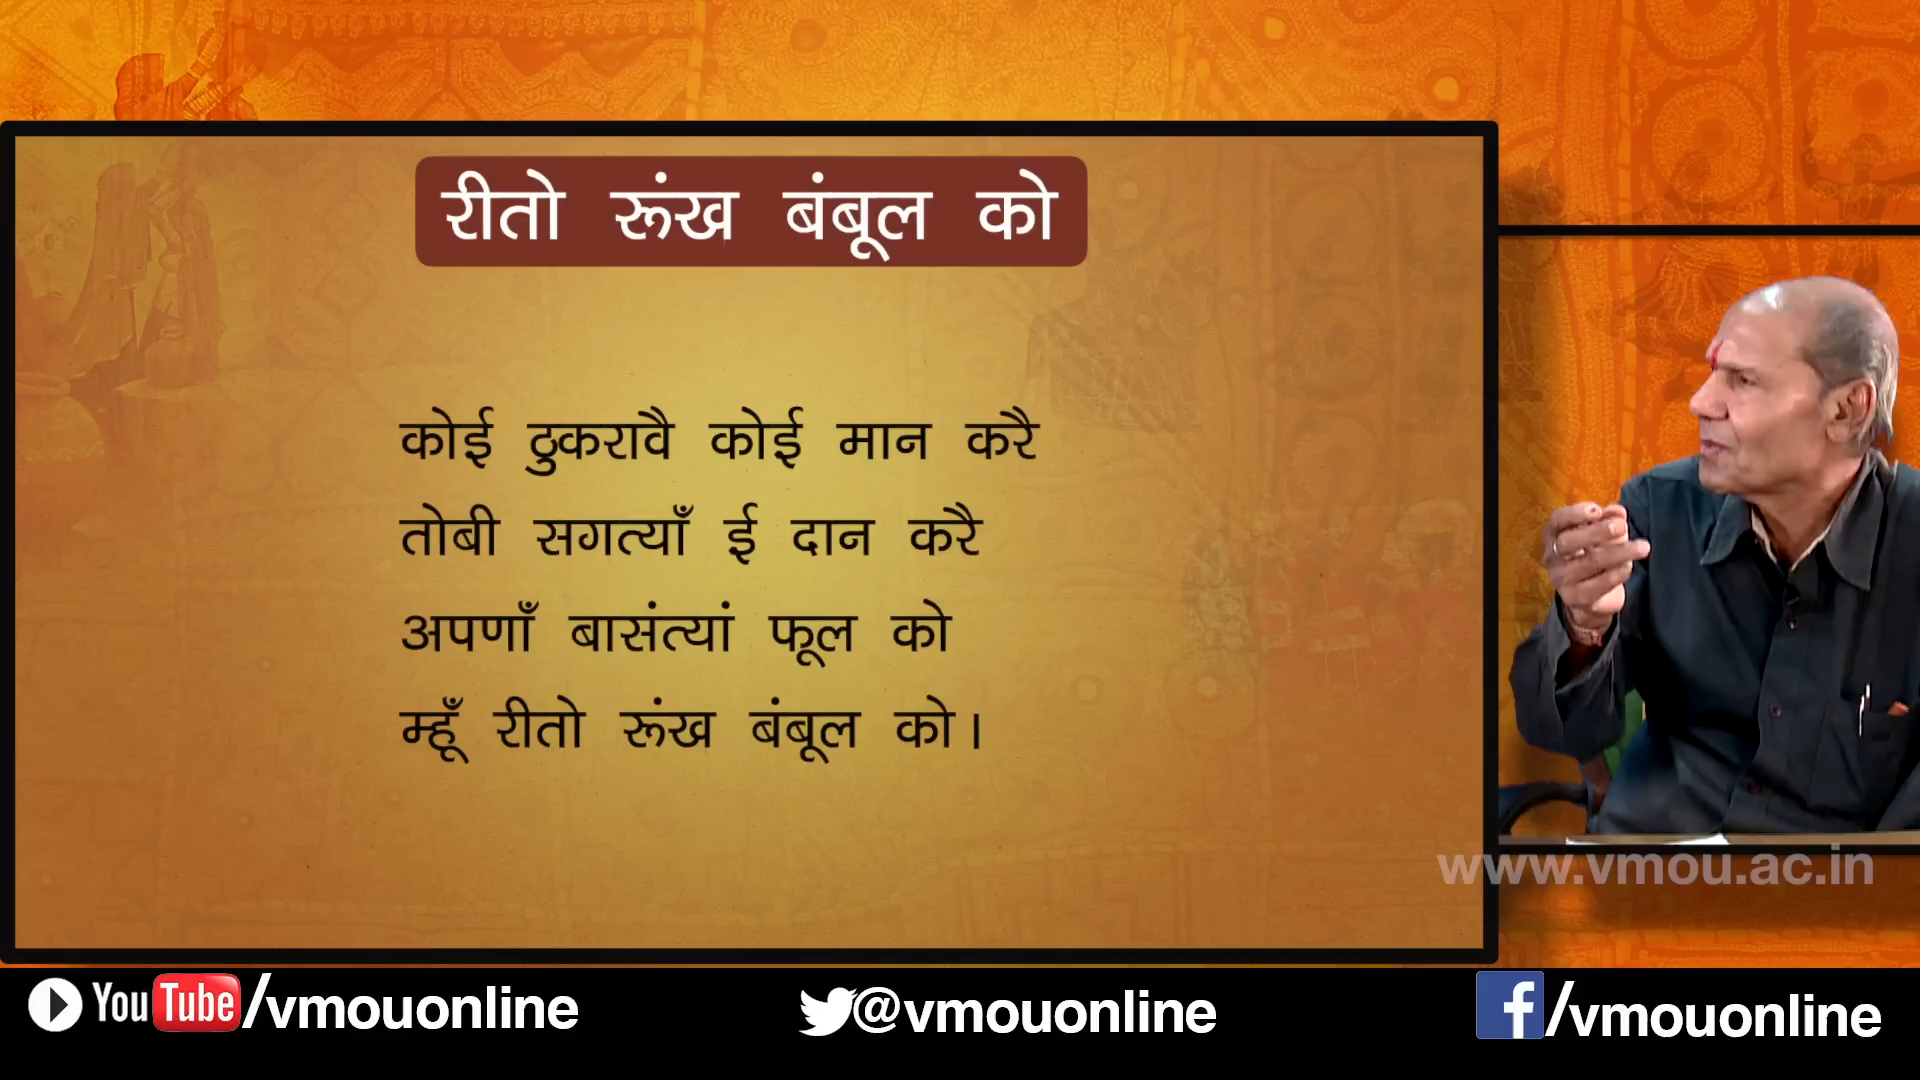 रीतो रूंख बंबूल को
कोई ठुकरावै कोई मान करै
तोबी सगत्याँ ई दान करै
अपणाँ बासंत्यां फूल को
म्हूँ रीतो रूंख बंबूल को।
www.vmou.ac.in
YouTube/vmouonline
@vmouonline
f/vmouonline